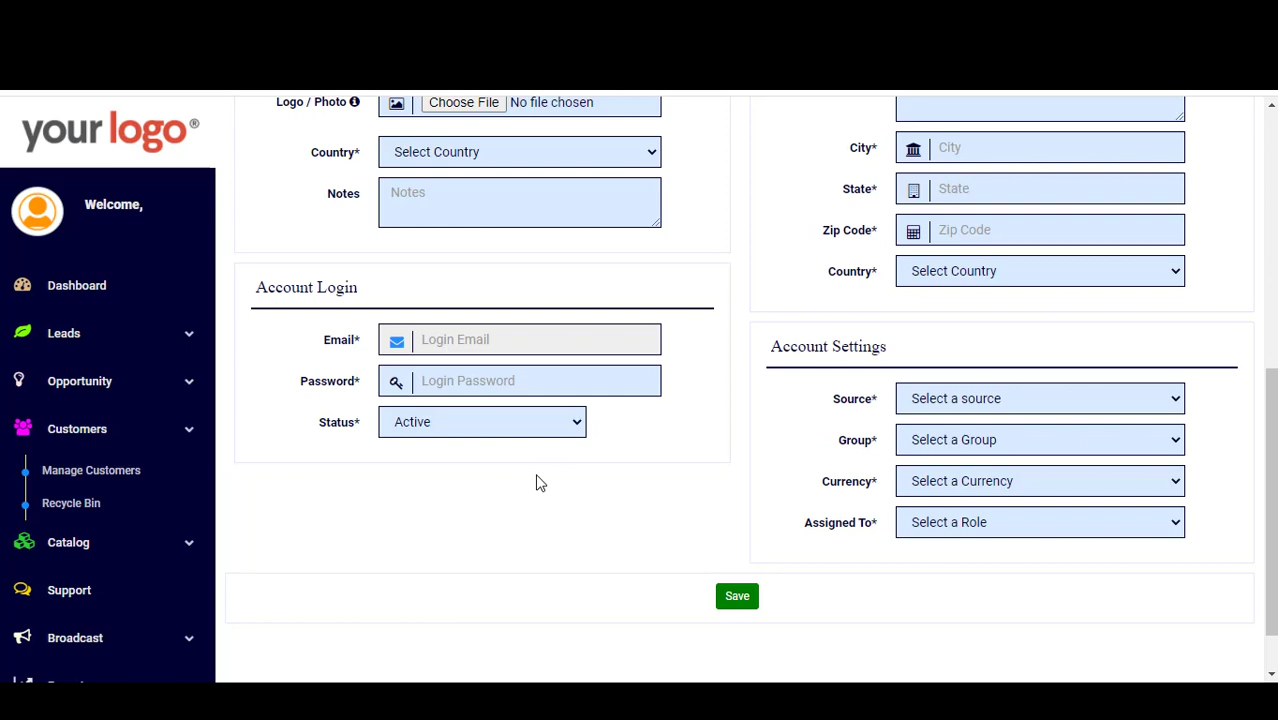 your logo ®
Welcome,
Dashboard
Leads
Opportunity
Customers
Manage Customers
Recycle Bin
Catalog
Support
Broadcast
Logo / Photo
Choose File No file chosen
Country* Select Country
Notes Notes
Account Login
Email* Login Email
Password* Login Password
Status* Active
City* City
State* State
Zip Code* Zip Code
Country* Select Country
Account Settings
Source* Select a source
Group* Select a Group
Currency* Select a Currency
Assigned To* Select a Role
Save